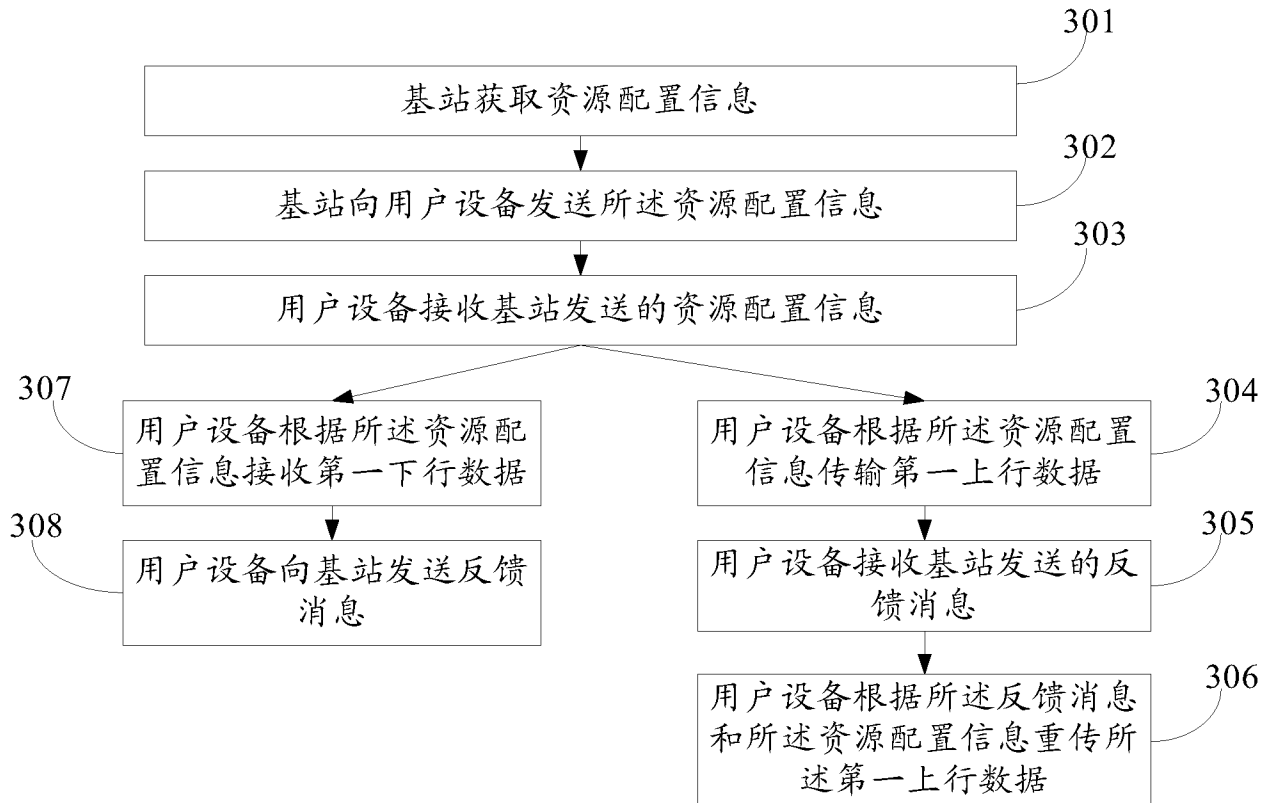 301
基站获取资源配置信息
302
基站向用户设备发送所述资源配置信息
303
用户设备接收基站发送的资源配置信息
307
用户设备根据所述资源配
置信息接收第一下行数据
308
用户设备向基站发送反馈
消息
304
用户设备根据所述资源配置
信息传输第一上行数据
305
用户设备接收基站发送的反
馈消息
306
用户设备根据所述反馈消息
和所述资源配置信息重传所
述第一上行数据